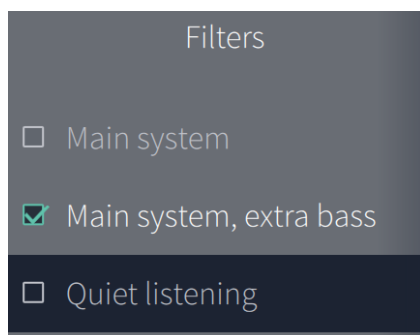 Filters
Main system
Main system, extra bass
Quiet listening